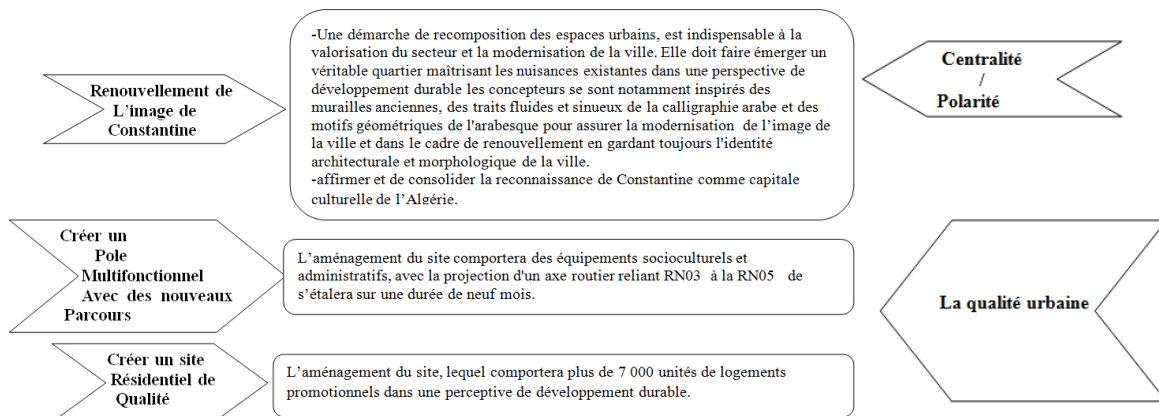 Renouvellement de
L'image de
Constantine
-Une démarche de recomposition des espaces urbains, est indispensable à la
valorisation du secteur et la modernisation de la ville. Elle doit faire émerger un
véritable quartier maîtrisant les nuisances existantes dans une perspective de
développement durable les concepteurs se sont notamment inspirés des
murailles anciennes, des traits fluides et sinueux de la calligraphie arabe et des
motifs géométriques de l'arabesque pour assurer la modernisation de l'image de
la ville et dans le cadre de renouvellement en gardant toujours l'identité
architecturale et morphologique de la ville.
-affirmer et de consolider la reconnaissance de Constantine comme capitale
culturelle de l'Algérie.
Centralité
/
Polarité
Créer un
Pole
Multifonctionnel
Avec des nouveaux
Parcours
L'aménagement du site comportera des équipements socioculturels et
administratifs, avec la projection d'un axe routier reliant RN03 à la RN05 de
s'étalera sur une durée de neuf mois.
La qualité urbaine
Créer un site
Résidentiel de
Qualité
L'aménagement du site, lequel comportera plus de 7 000 unités de logements
promotionnels dans une perceptive de développement durable.